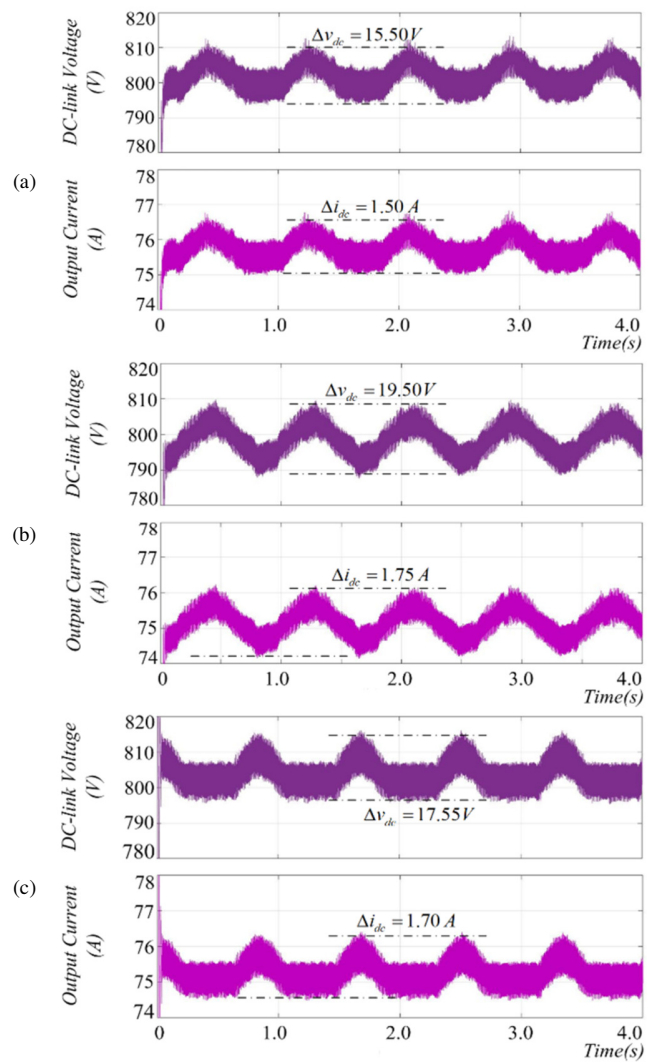 820
810
800
790
780
DC-link Voltage
(V)
Δv_dc = 15.50V
(a)
78
77
76
75
74
Output Current
(A)
Δi_dc = 1.50 A
0 1.0 2.0 3.0 4.0
Time(s)
820
810
800
790
780
DC-link Voltage
(V)
Δv_dc = 19.50V
(b)
78
77
76
75
74
Output Current
(A)
Δi_dc = 1.75 A
0 1.0 2.0 3.0 4.0
Time(s)
820
810
800
790
780
DC-link Voltage
(V)
Δv_dc = 17.55V
(c)
78
77
76
75
74
Output Current
(A)
Δi_dc = 1.70 A
0 1.0 2.0 3.0 4.0
Time(s)